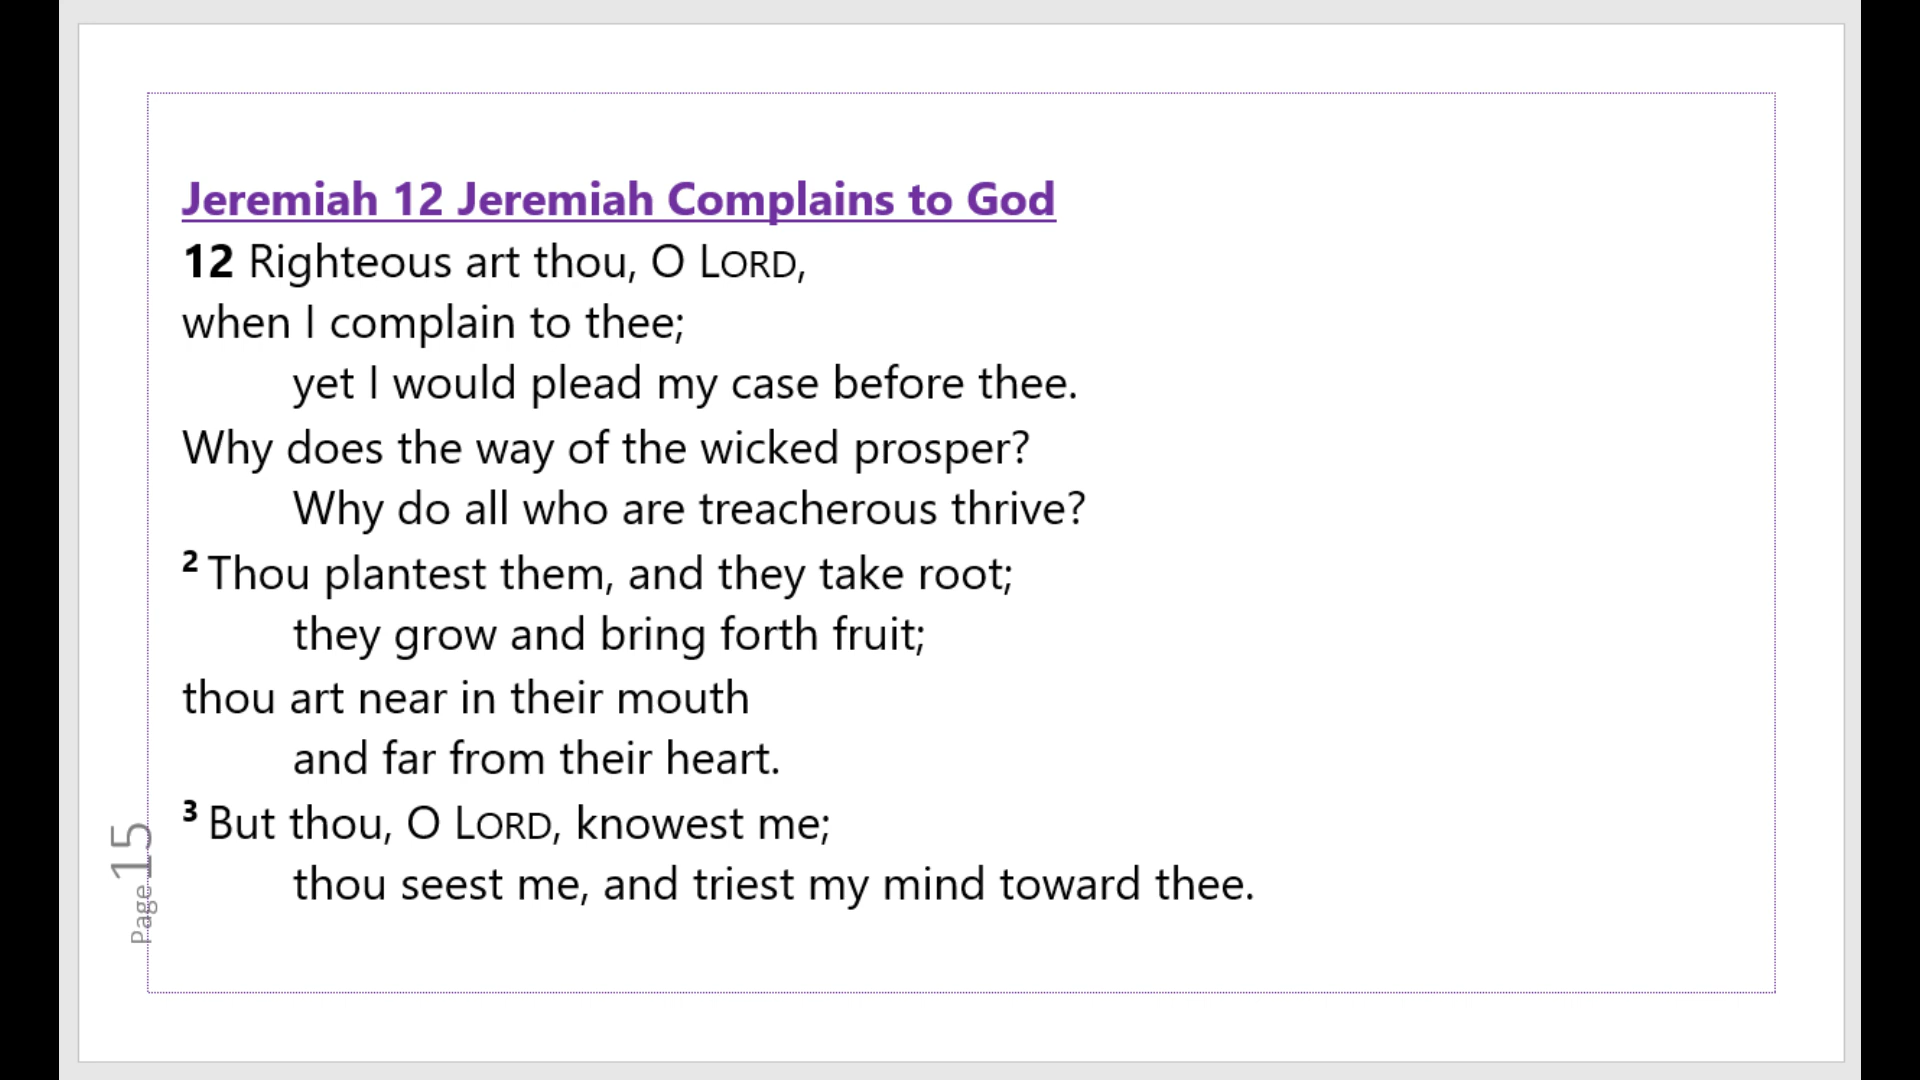 Jeremiah 12 Jeremiah Complains to God
12 Righteous art thou, O LORD,
when I complain to thee;
yet I would plead my case before thee.
Why does the way of the wicked prosper?
Why do all who are treacherous thrive?
2 Thou plantest them, and they take root;
they grow and bring forth fruit;
thou art near in their mouth
and far from their heart.
3 But thou, O LORD, knowest me;
thou seest me, and triest my mind toward thee.
Page 15